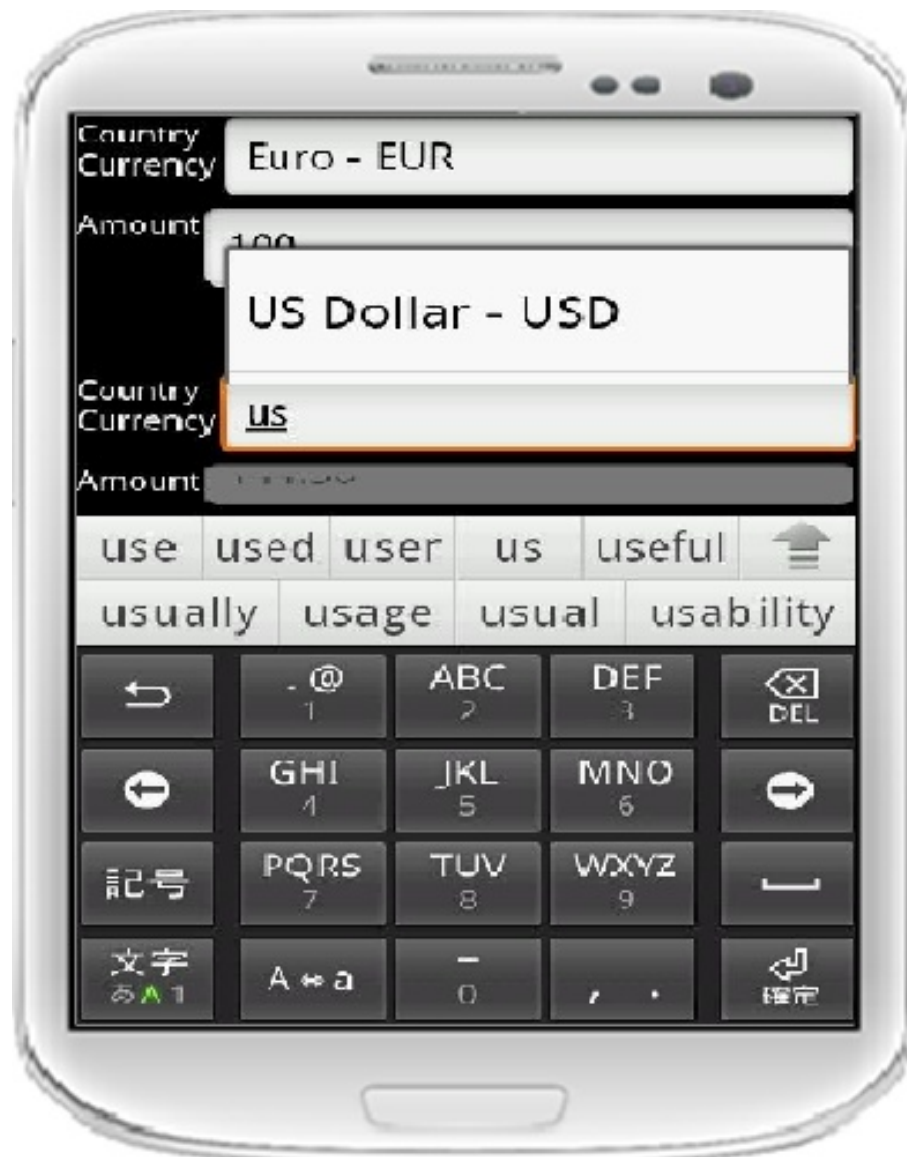 Country
Currency Euro - EUR
Amount 100
US Dollar - USD
Country
Currency us
Amount
use used user us useful
usually usage usual usability
. @ ABC DEF
1 2 3 DEL
GHI JKL MNO
4 5 6
記号 PQRS TUV WXYZ
7 8 9
文字 A ⇔ a – , .
あA1 0 確定